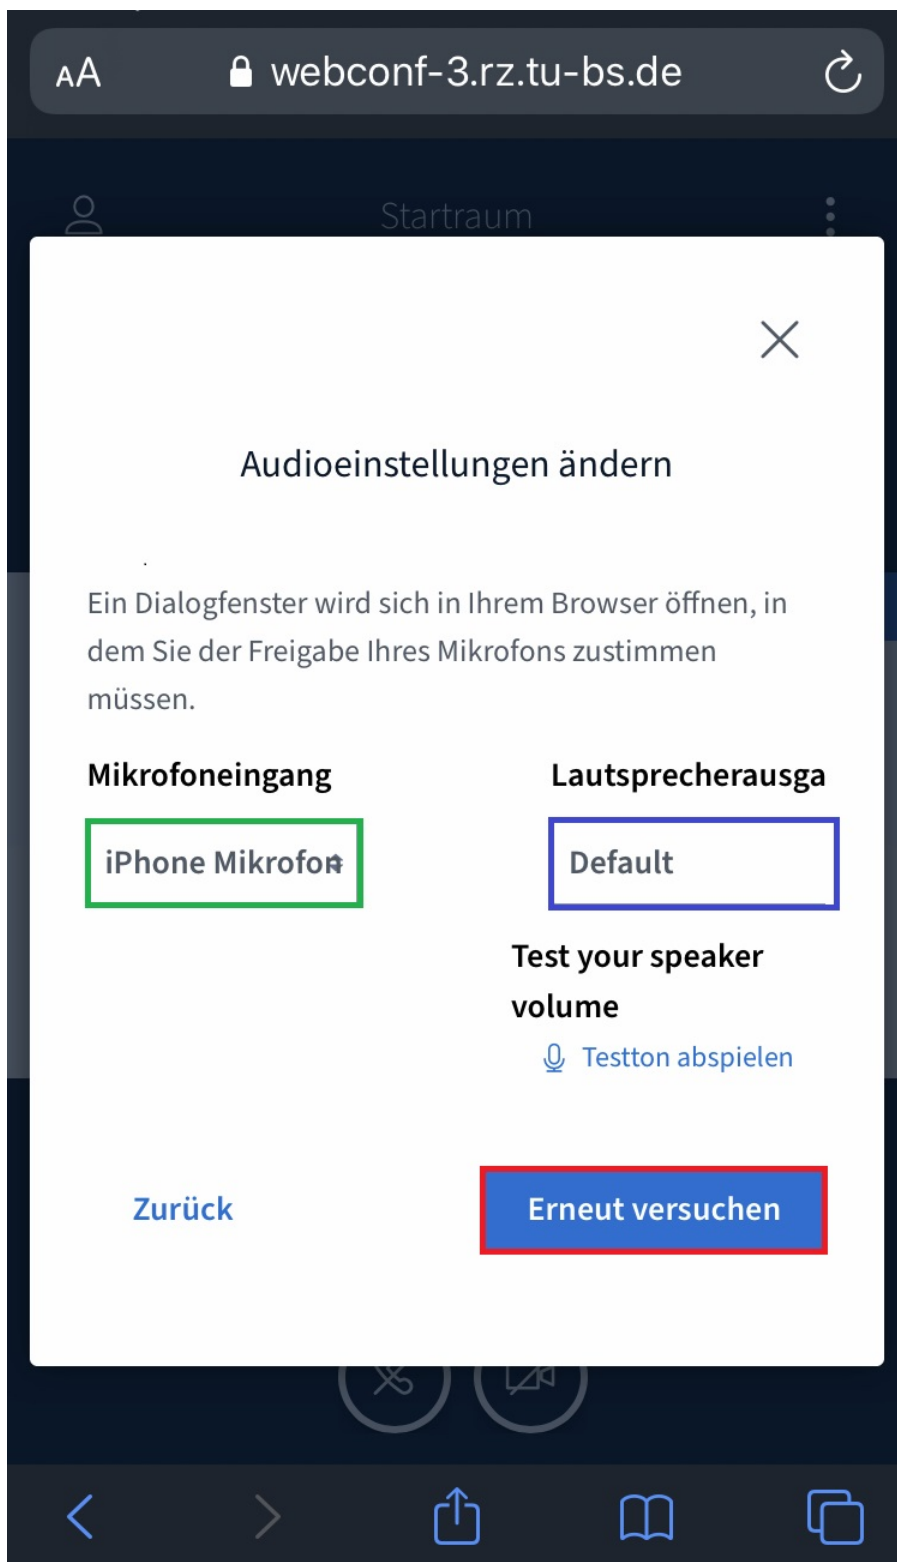 AA webconf-3.rz.tu-bs.de
Startraum
Audioeinstellungen ändern
Ein Dialogfenster wird sich in Ihrem Browser öffnen, in
dem Sie der Freigabe Ihres Mikrofons zustimmen
müssen.
Mikrofoneingang Lautsprecherausga
iPhone Mikrofon Default
Test your speaker
volume
Testton abspielen
Zurück Erneut versuchen